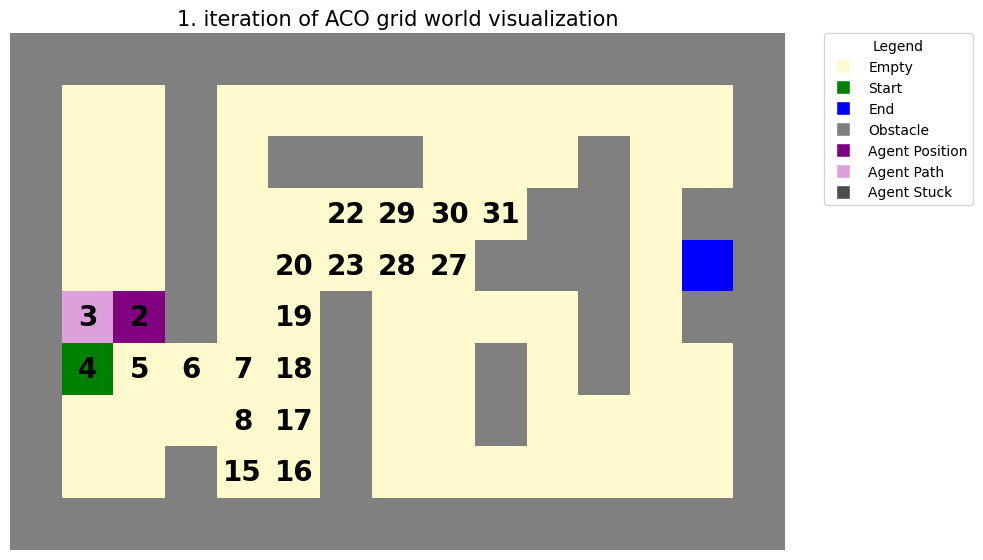 1. iteration of ACO grid world visualization
Legend
Empty
Start
End
Obstacle
Agent Position
Agent Path
Agent Stuck
22 29 30 31
20 23 28 27
3 2 19
4 5 6 7 18
8 17
15 16